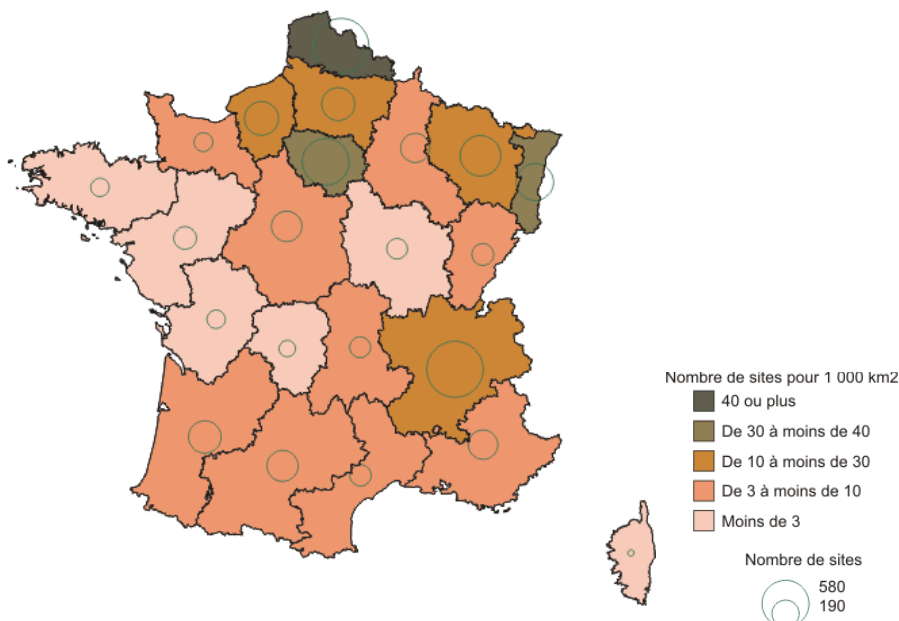 Nombre de sites pour 1 000 km2
40 ou plus
De 30 à moins de 40
De 10 à moins de 30
De 3 à moins de 10
Moins de 3
Nombre de sites
580
190